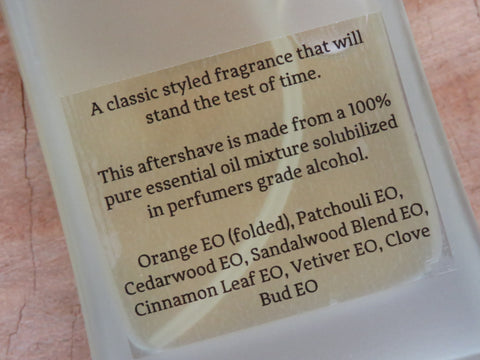 A classic styled fragrance that will
stand the test of time.
This aftershave is made from a 100%
pure essential oil mixture solubilized
in perfumers grade alcohol.
Orange EO (folded), Patchouli EO,
Cedarwood EO, Sandalwood Blend EO,
Cinnamon Leaf EO, Vetiver EO, Clove
Bud EO